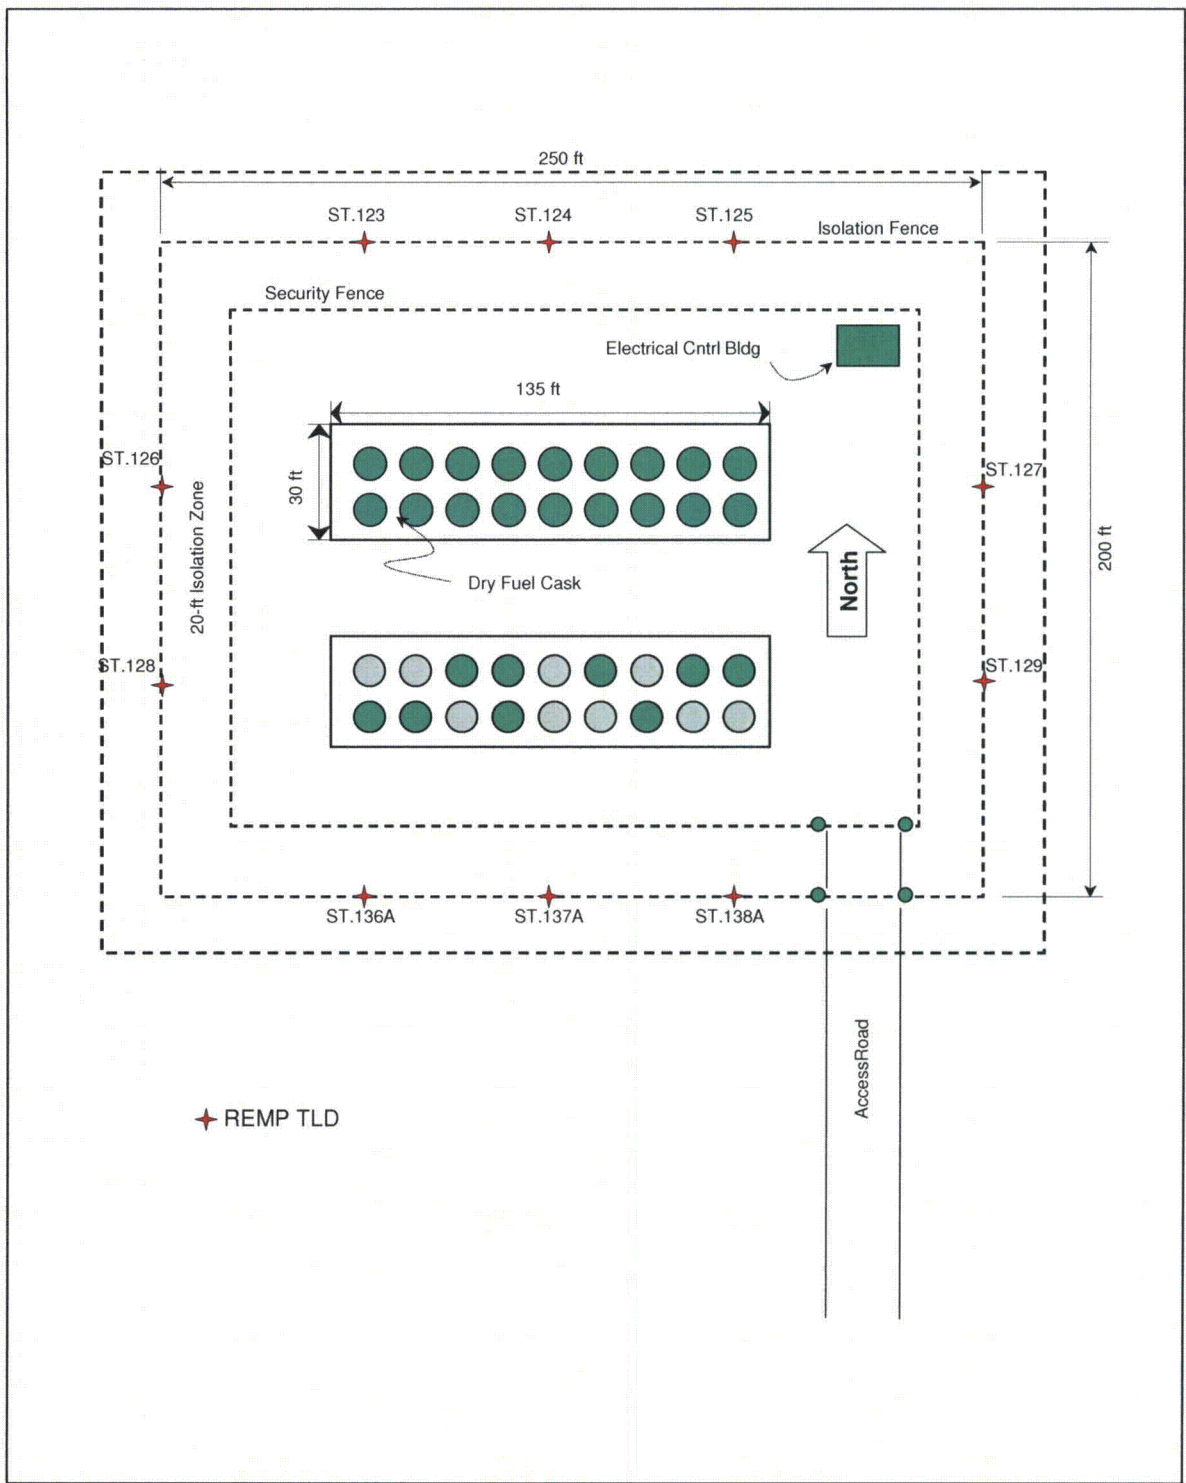 250 ft
ST.123
ST.124
ST.125
Isolation Fence
Security Fence
Electrical Cntrl Bldg
135 ft
ST.126
ST.127
30 ft
20-ft Isolation Zone
200 ft
Dry Fuel Cask
North
ST.128
ST.129
ST.136A
ST.137A
ST.138A
AccessRoad
REMP TLD